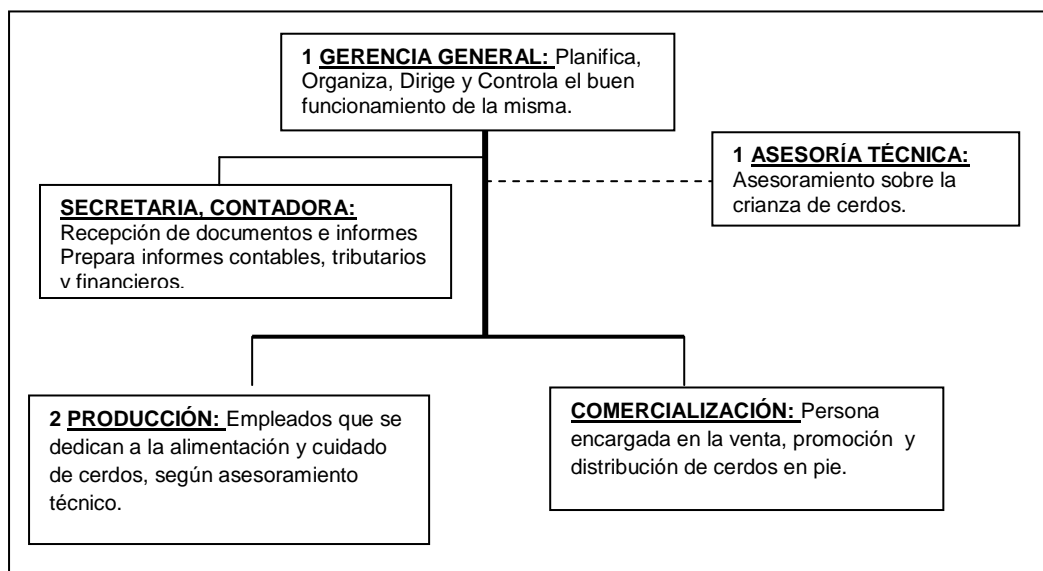 1 GERENCIA GENERAL: Planifica,
Organiza, Dirige y Controla el buen
funcionamiento de la misma.
1 ASESORÍA TÉCNICA:
Asesoramiento sobre la
crianza de cerdos.
SECRETARIA, CONTADORA:
Recepción de documentos e informes
Prepara informes contables, tributarios
y financieros.
2 PRODUCCIÓN: Empleados que se
dedican a la alimentación y cuidado
de cerdos, según asesoramiento
técnico.
COMERCIALIZACIÓN: Persona
encargada en la venta, promoción y
distribución de cerdos en pie.